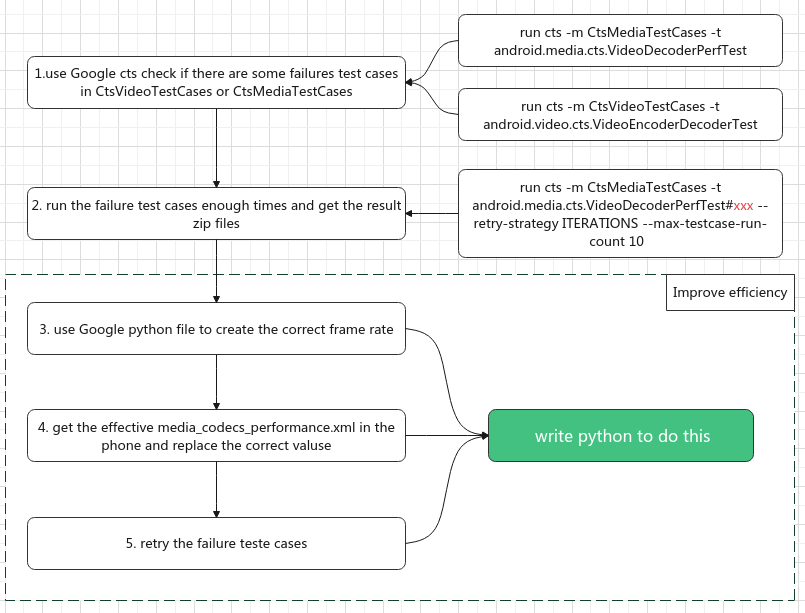 run cts -m CtsMediaTestCases -t
android.media.cts.VideoDecoderPerfTest
1.use Google cts check if there are some failures test cases
in CtsVideoTestCases or CtsMediaTestCases
run cts -m CtsVideoTestCases -t
android.video.cts.VideoEncoderDecoderTest
2. run the failure test cases enough times and get the result
zip files
run cts -m CtsMediaTestCases -t
android.media.cts.VideoDecoderPerfTest#xxx --
retry-strategy ITERATIONS --max-testcase-run-
count 10
Improve efficiency
3. use Google python file to create the correct frame rate
4. get the effective media_codecs_performance.xml in the
phone and replace the correct valuse
write python to do this
5. retry the failure teste cases